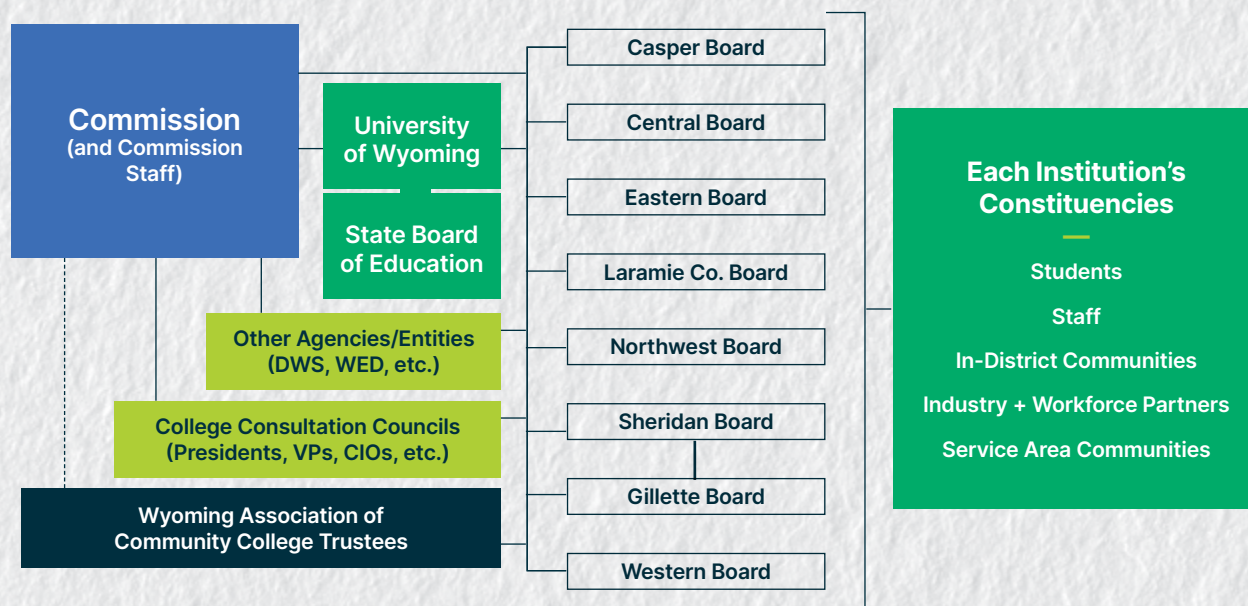 Commission
(and Commission
Staff)
University
of Wyoming
State Board
of Education
Other Agencies/Entities
(DWS, WED, etc.)
College Consultation Councils
(Presidents, VPs, CIOs, etc.)
Wyoming Association of
Community College Trustees
Casper Board
Central Board
Eastern Board
Laramie Co. Board
Northwest Board
Sheridan Board
Gillette Board
Western Board
Each Institution’s
Constituencies
Students
Staff
In-District Communities
Industry + Workforce Partners
Service Area Communities